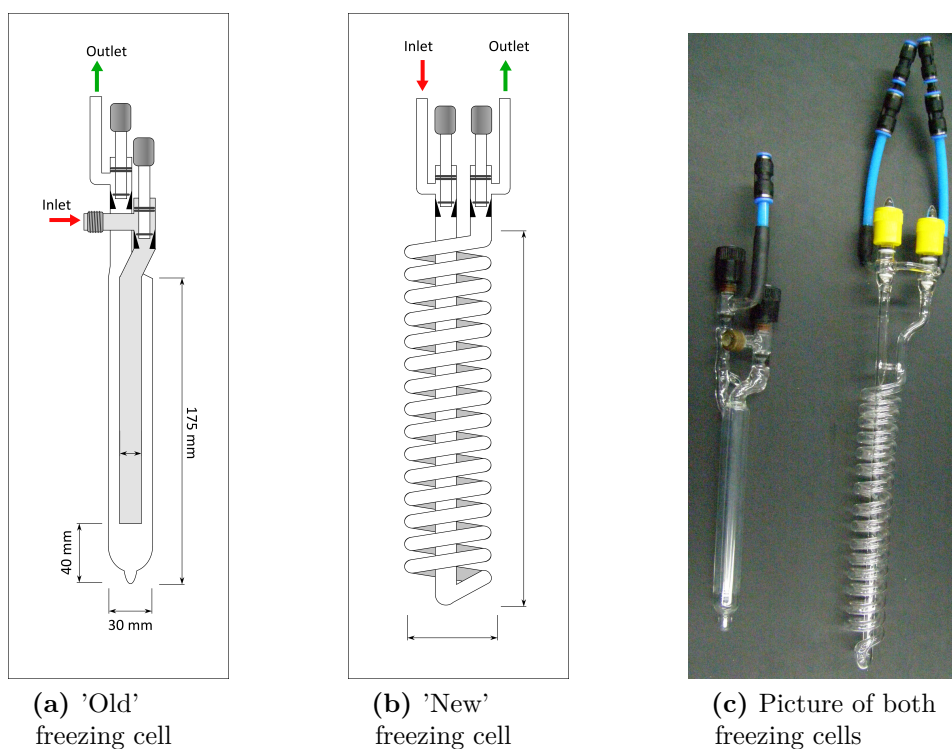 Outlet
Inlet
175 mm
40 mm
30 mm
Inlet
Outlet
(a) 'Old'
freezing cell
(b) 'New'
freezing cell
(c) Picture of both
freezing cells